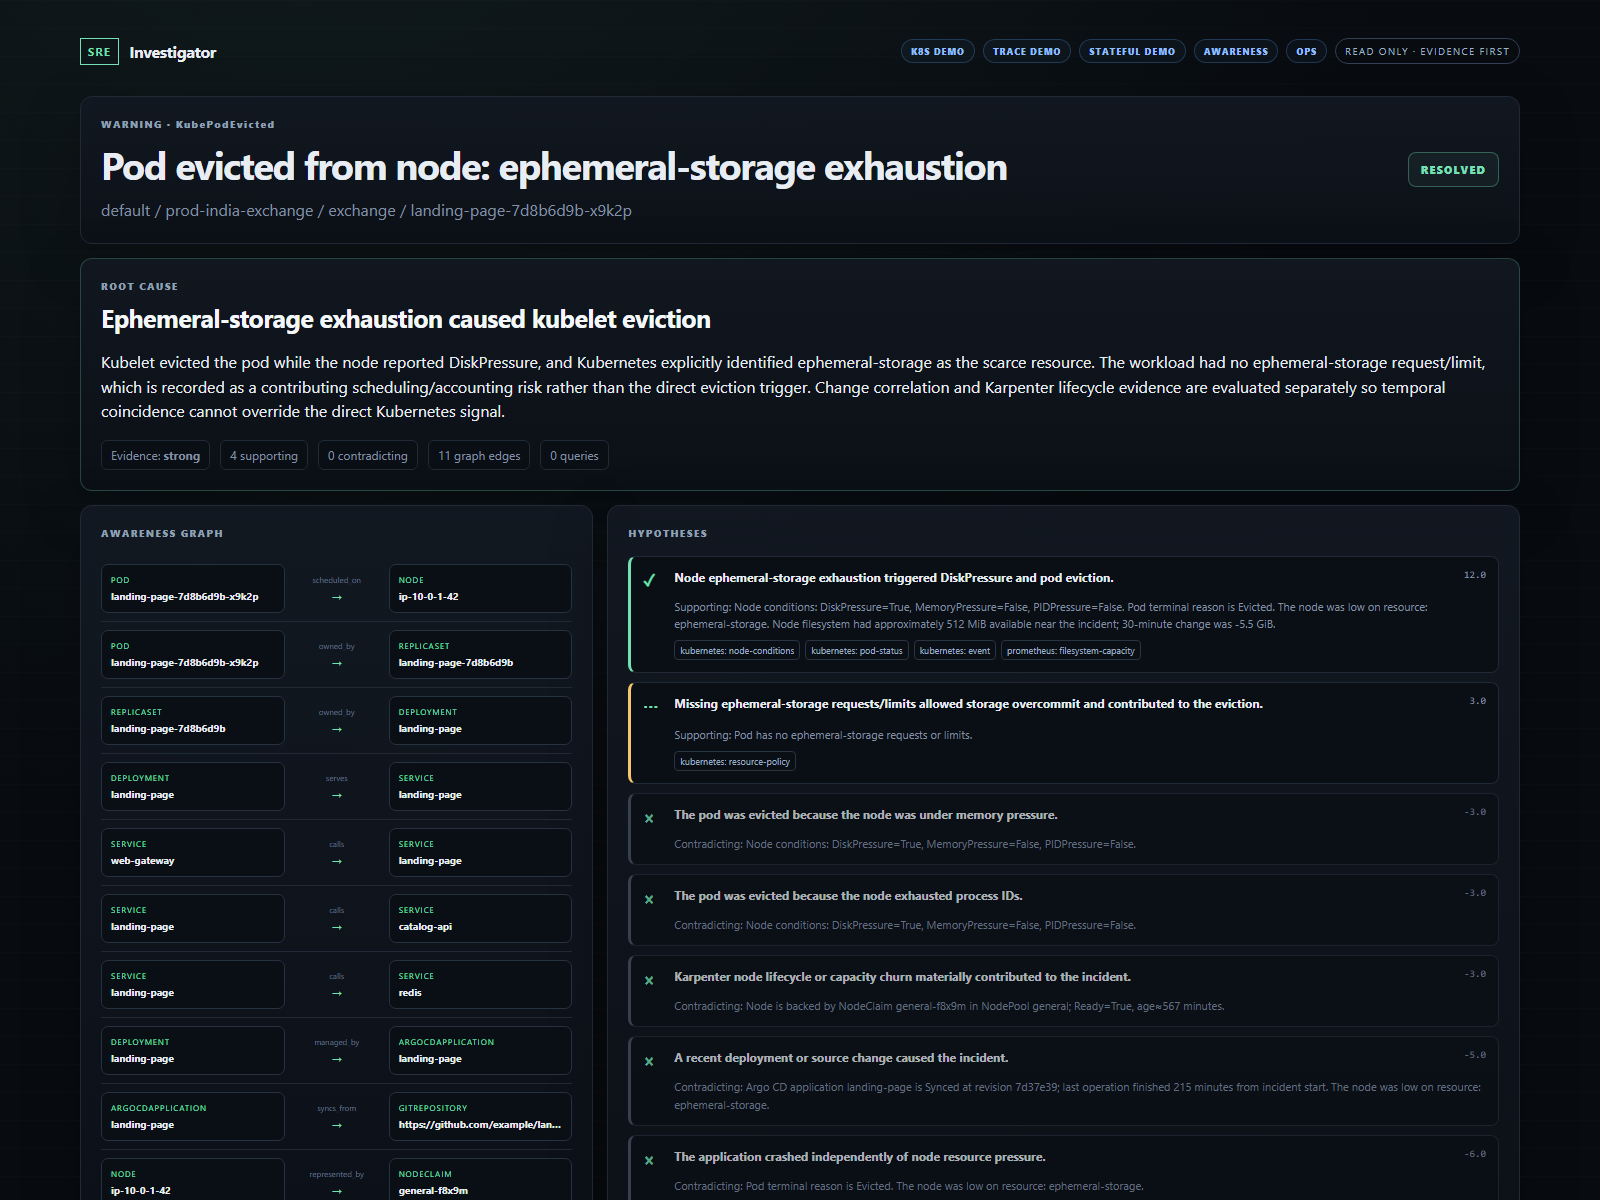 SRE Investigator
K8S DEMO TRACE DEMO STATEFUL DEMO AWARENESS OPS READ ONLY · EVIDENCE FIRST
WARNING · KubePodEvicted
Pod evicted from node: ephemeral-storage exhaustion
RESOLVED
default / prod-india-exchange / exchange / landing-page-7d8b6d9b-x9k2p
ROOT CAUSE
Ephemeral-storage exhaustion caused kubelet eviction
Kubelet evicted the pod while the node reported DiskPressure, and Kubernetes explicitly identified ephemeral-storage as the scarce resource. The workload had no ephemeral-storage request/limit,
which is recorded as a contributing scheduling/accounting risk rather than the direct eviction trigger. Change correlation and Karpenter lifecycle evidence are evaluated separately so temporal
coincidence cannot override the direct Kubernetes signal.
Evidence: strong 4 supporting 0 contradicting 11 graph edges 0 queries
AWARENESS GRAPH
POD scheduled_on NODE
landing-page-7d8b6d9b-x9k2p → ip-10-0-1-42
POD owned_by REPLICASET
landing-page-7d8b6d9b-x9k2p → landing-page-7d8b6d9b
REPLICASET owned_by DEPLOYMENT
landing-page-7d8b6d9b → landing-page
DEPLOYMENT serves SERVICE
landing-page → landing-page
SERVICE calls SERVICE
web-gateway → landing-page
SERVICE calls SERVICE
landing-page → catalog-api
SERVICE calls SERVICE
landing-page → redis
DEPLOYMENT managed_by ARGOCDAPPLICATION
landing-page → landing-page
ARGOCDAPPLICATION syncs_from GITREPOSITORY
landing-page → https://github.com/example/lan...
NODE represented_by NODECLAIM
ip-10-0-1-42 → general-f8x9m
HYPOTHESES
✓ Node ephemeral-storage exhaustion triggered DiskPressure and pod eviction. 12.0
Supporting: Node conditions: DiskPressure=True, MemoryPressure=False, PIDPressure=False. Pod terminal reason is Evicted. The node was low on resource:
ephemeral-storage. Node filesystem had approximately 512 MiB available near the incident; 30-minute change was -5.5 GiB.
kubernetes: node-conditions kubernetes: pod-status kubernetes: event prometheus: filesystem-capacity
... Missing ephemeral-storage requests/limits allowed storage overcommit and contributed to the eviction. 3.0
Supporting: Pod has no ephemeral-storage requests or limits.
kubernetes: resource-policy
× The pod was evicted because the node was under memory pressure. -3.0
Contradicting: Node conditions: DiskPressure=True, MemoryPressure=False, PIDPressure=False.
× The pod was evicted because the node exhausted process IDs. -3.0
Contradicting: Node conditions: DiskPressure=True, MemoryPressure=False, PIDPressure=False.
× Karpenter node lifecycle or capacity churn materially contributed to the incident. -3.0
Contradicting: Node is backed by NodeClaim general-f8x9m in NodePool general; Ready=True, age≈567 minutes.
× A recent deployment or source change caused the incident. -5.0
Contradicting: Argo CD application landing-page is Synced at revision 7d37e39; last operation finished 215 minutes from incident start. The node was low on resource:
ephemeral-storage.
× The application crashed independently of node resource pressure. -6.0
Contradicting: Pod terminal reason is Evicted. The node was low on resource: ephemeral-storage.